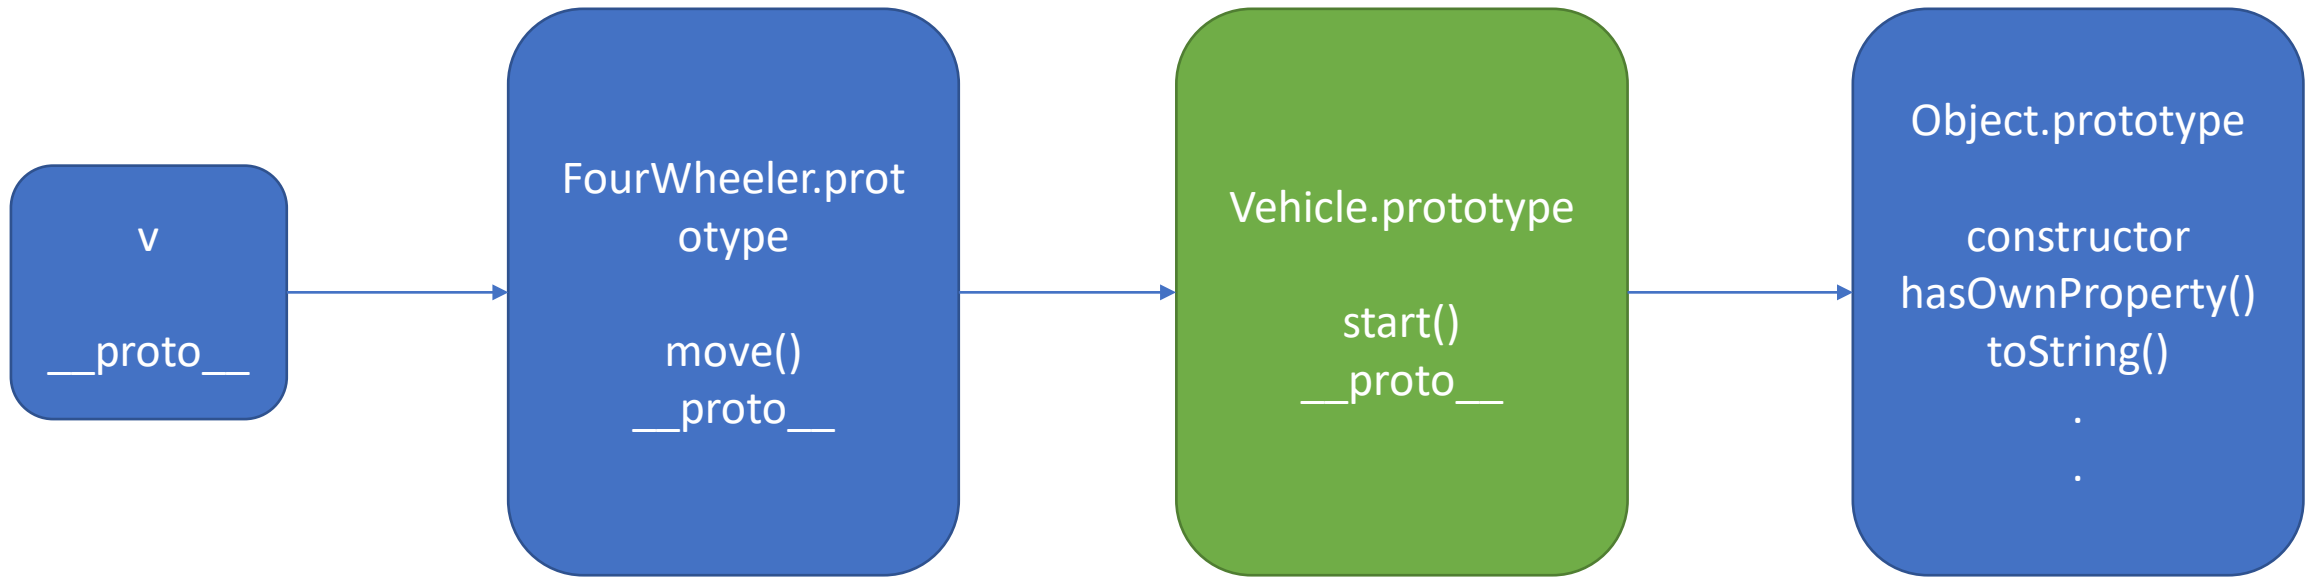 v
__proto__
FourWheeler.prot
otype
move()
__proto__
Vehicle.prototype
start()
__proto__
Object.prototype
constructor
hasOwnProperty()
toString()
.
.